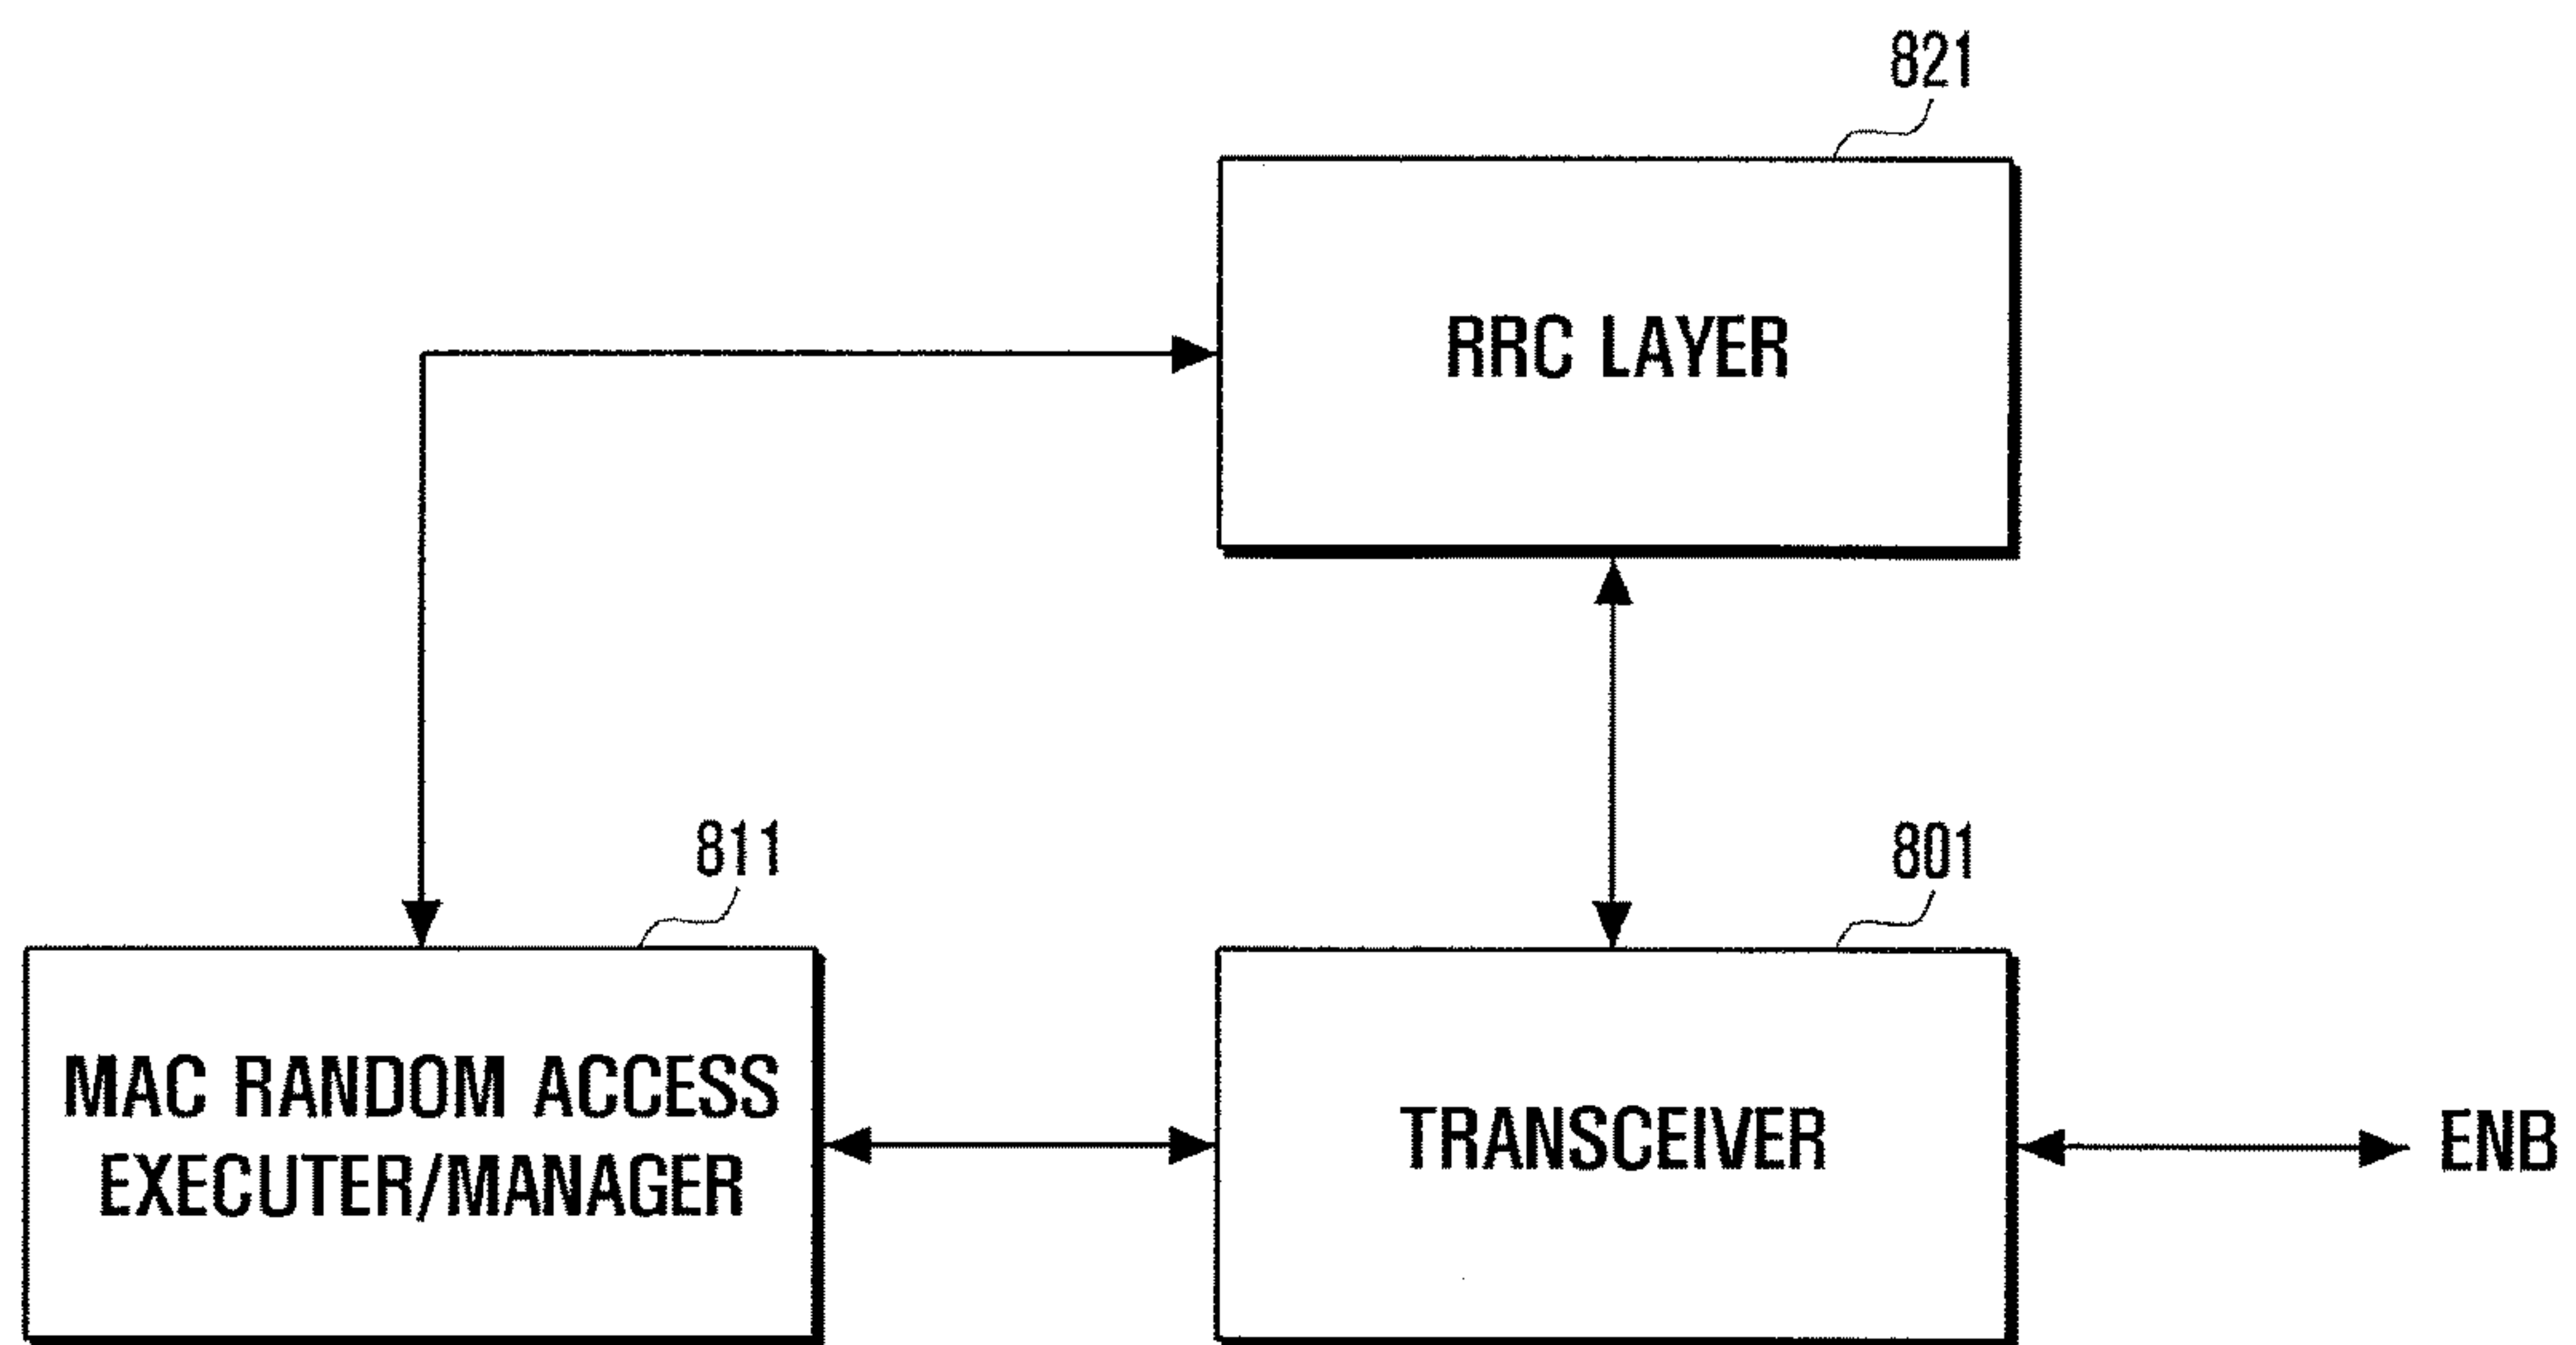 821
RRC LAYER
811
801
MAC RANDOM ACCESS
EXECUTER/MANAGER
TRANSCEIVER
ENB